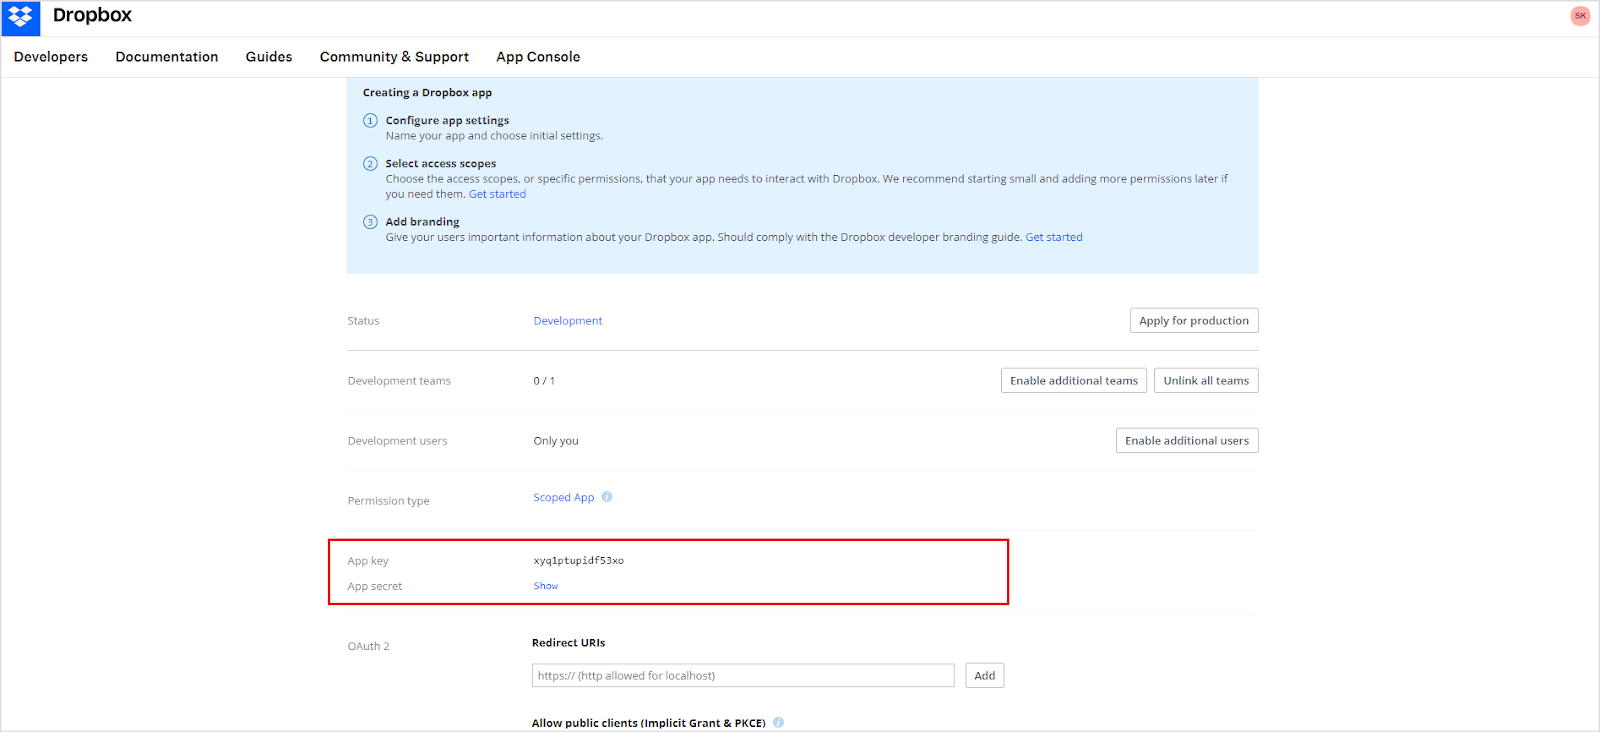 Dropbox
SK
Developers Documentation Guides Community & Support App Console
Creating a Dropbox app
1 Configure app settings
Name your app and choose initial settings.
2 Select access scopes
Choose the access scopes, or specific permissions, that your app needs to interact with Dropbox. We recommend starting small and adding more permissions later if
you need them. Get started
3 Add branding
Give your users important information about your Dropbox app. Should comply with the Dropbox developer branding guide. Get started
Status Development Apply for production
Development teams 0 / 1 Enable additional teams Unlink all teams
Development users Only you Enable additional users
Permission type Scoped App i
App key xyq1ptupidf53xo
App secret Show
OAuth 2 Redirect URIs
https:// (http allowed for localhost) Add
Allow public clients (Implicit Grant & PKCE) i